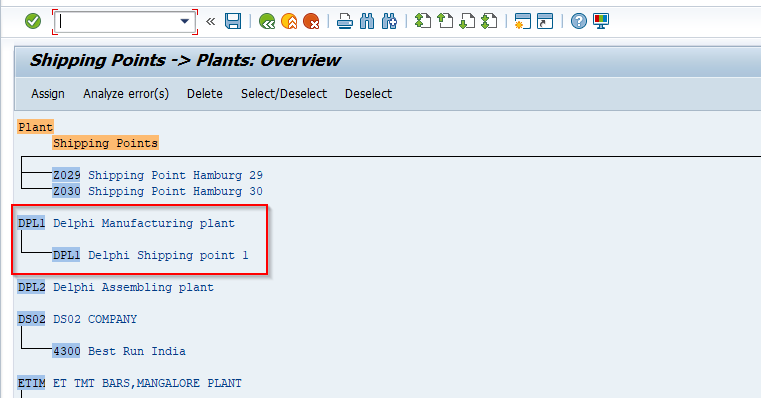 Shipping Points -> Plants: Overview
Assign Analyze error(s) Delete Select/Deselect Deselect
Plant
Shipping Points
Z029 Shipping Point Hamburg 29
Z030 Shipping Point Hamburg 30
DPL1 Delphi Manufacturing plant
DPL1 Delphi Shipping point 1
DPL2 Delphi Assembling plant
DS02 DS02 COMPANY
4300 Best Run India
ETIM ET TMT BARS,MANGALORE PLANT